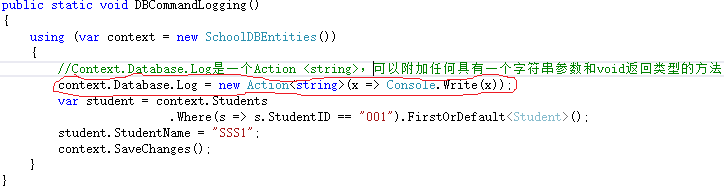 public static void DBCommandLogging()
{
using (var context = new SchoolDBEntities())
{
//Context.Database.Log是一个Action <string>，可以附加任何具有一个字符串参数和void返回类型的方法
context.Database.Log = new Action<string>(x => Console.Write(x));
var student = context.Students
.Where(s => s.StudentID == "001").FirstOrDefault<Student>();
student.StudentName = "SSS1";
context.SaveChanges();
}
}